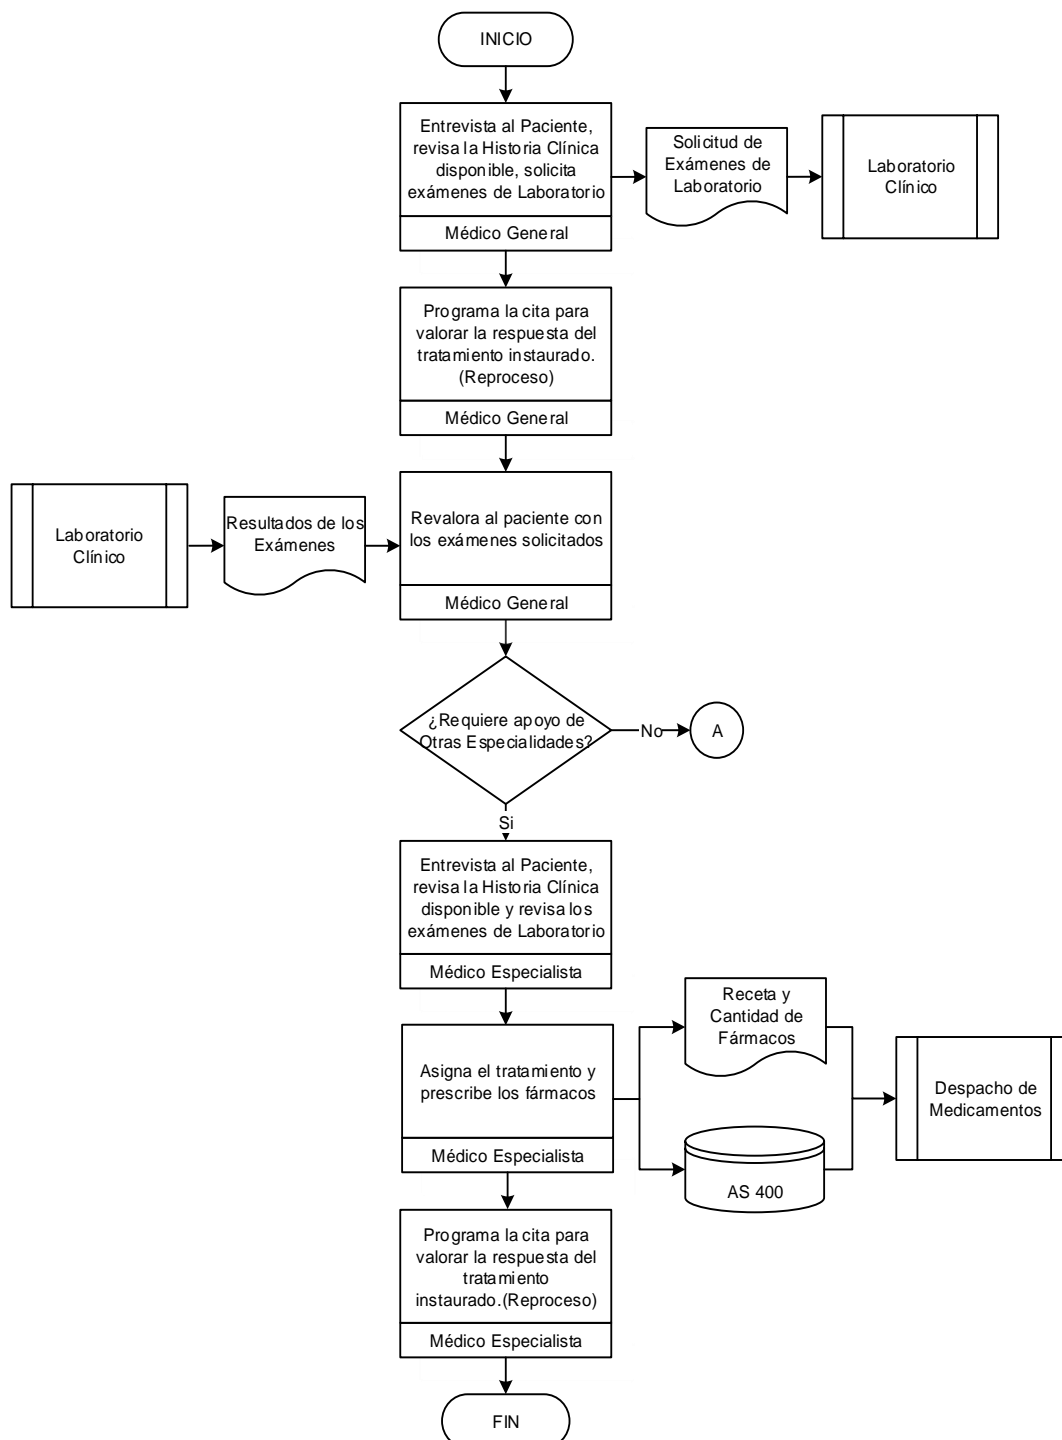 INICIO
Entrevista al Paciente,
revisa la Historia Clínica
disponible, solicita
exámenes de Laboratorio
Médico General
Solicitud de
Exámenes de
Laboratorio
Laboratorio
Clínico
Programa la cita para
valorar la respuesta del
tratamiento instaurado.
(Reproceso)
Médico General
Laboratorio
Clínico
Resultados de los
Exámenes
Revalora al paciente con
los exámenes solicitados
Médico General
¿Requiere apoyo de
Otras Especialidades?
No
A
Si
Entrevista al Paciente,
revisa la Historia Clínica
disponible y revisa los
exámenes de Laboratorio
Médico Especialista
Asigna el tratamiento y
prescribe los fármacos
Médico Especialista
Receta y
Cantidad de
Fármacos
AS 400
Despacho de
Medicamentos
Programa la cita para
valorar la respuesta del
tratamiento
instaurado.(Reproceso)
Médico Especialista
FIN